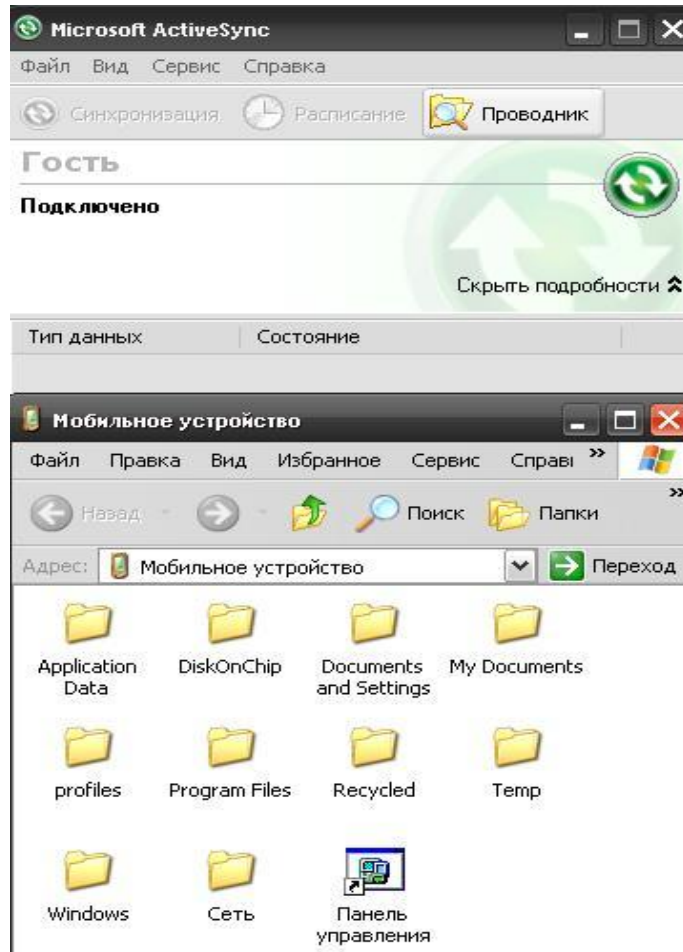 Microsoft ActiveSync
Файл Вид Сервис Справка
Синхронизация Расписание Проводник
Гость
Подключено
Скрыть подробности
Тип данных Состояние
Мобильное устройство
Файл Правка Вид Избранное Сервис Справ
Назад Поиск Папки
Адрес: Мобильное устройство Переход
Application Data
DiskOnChip
Documents and Settings
My Documents
profiles Program Files Recycled Temp
Windows Сеть Панель управления